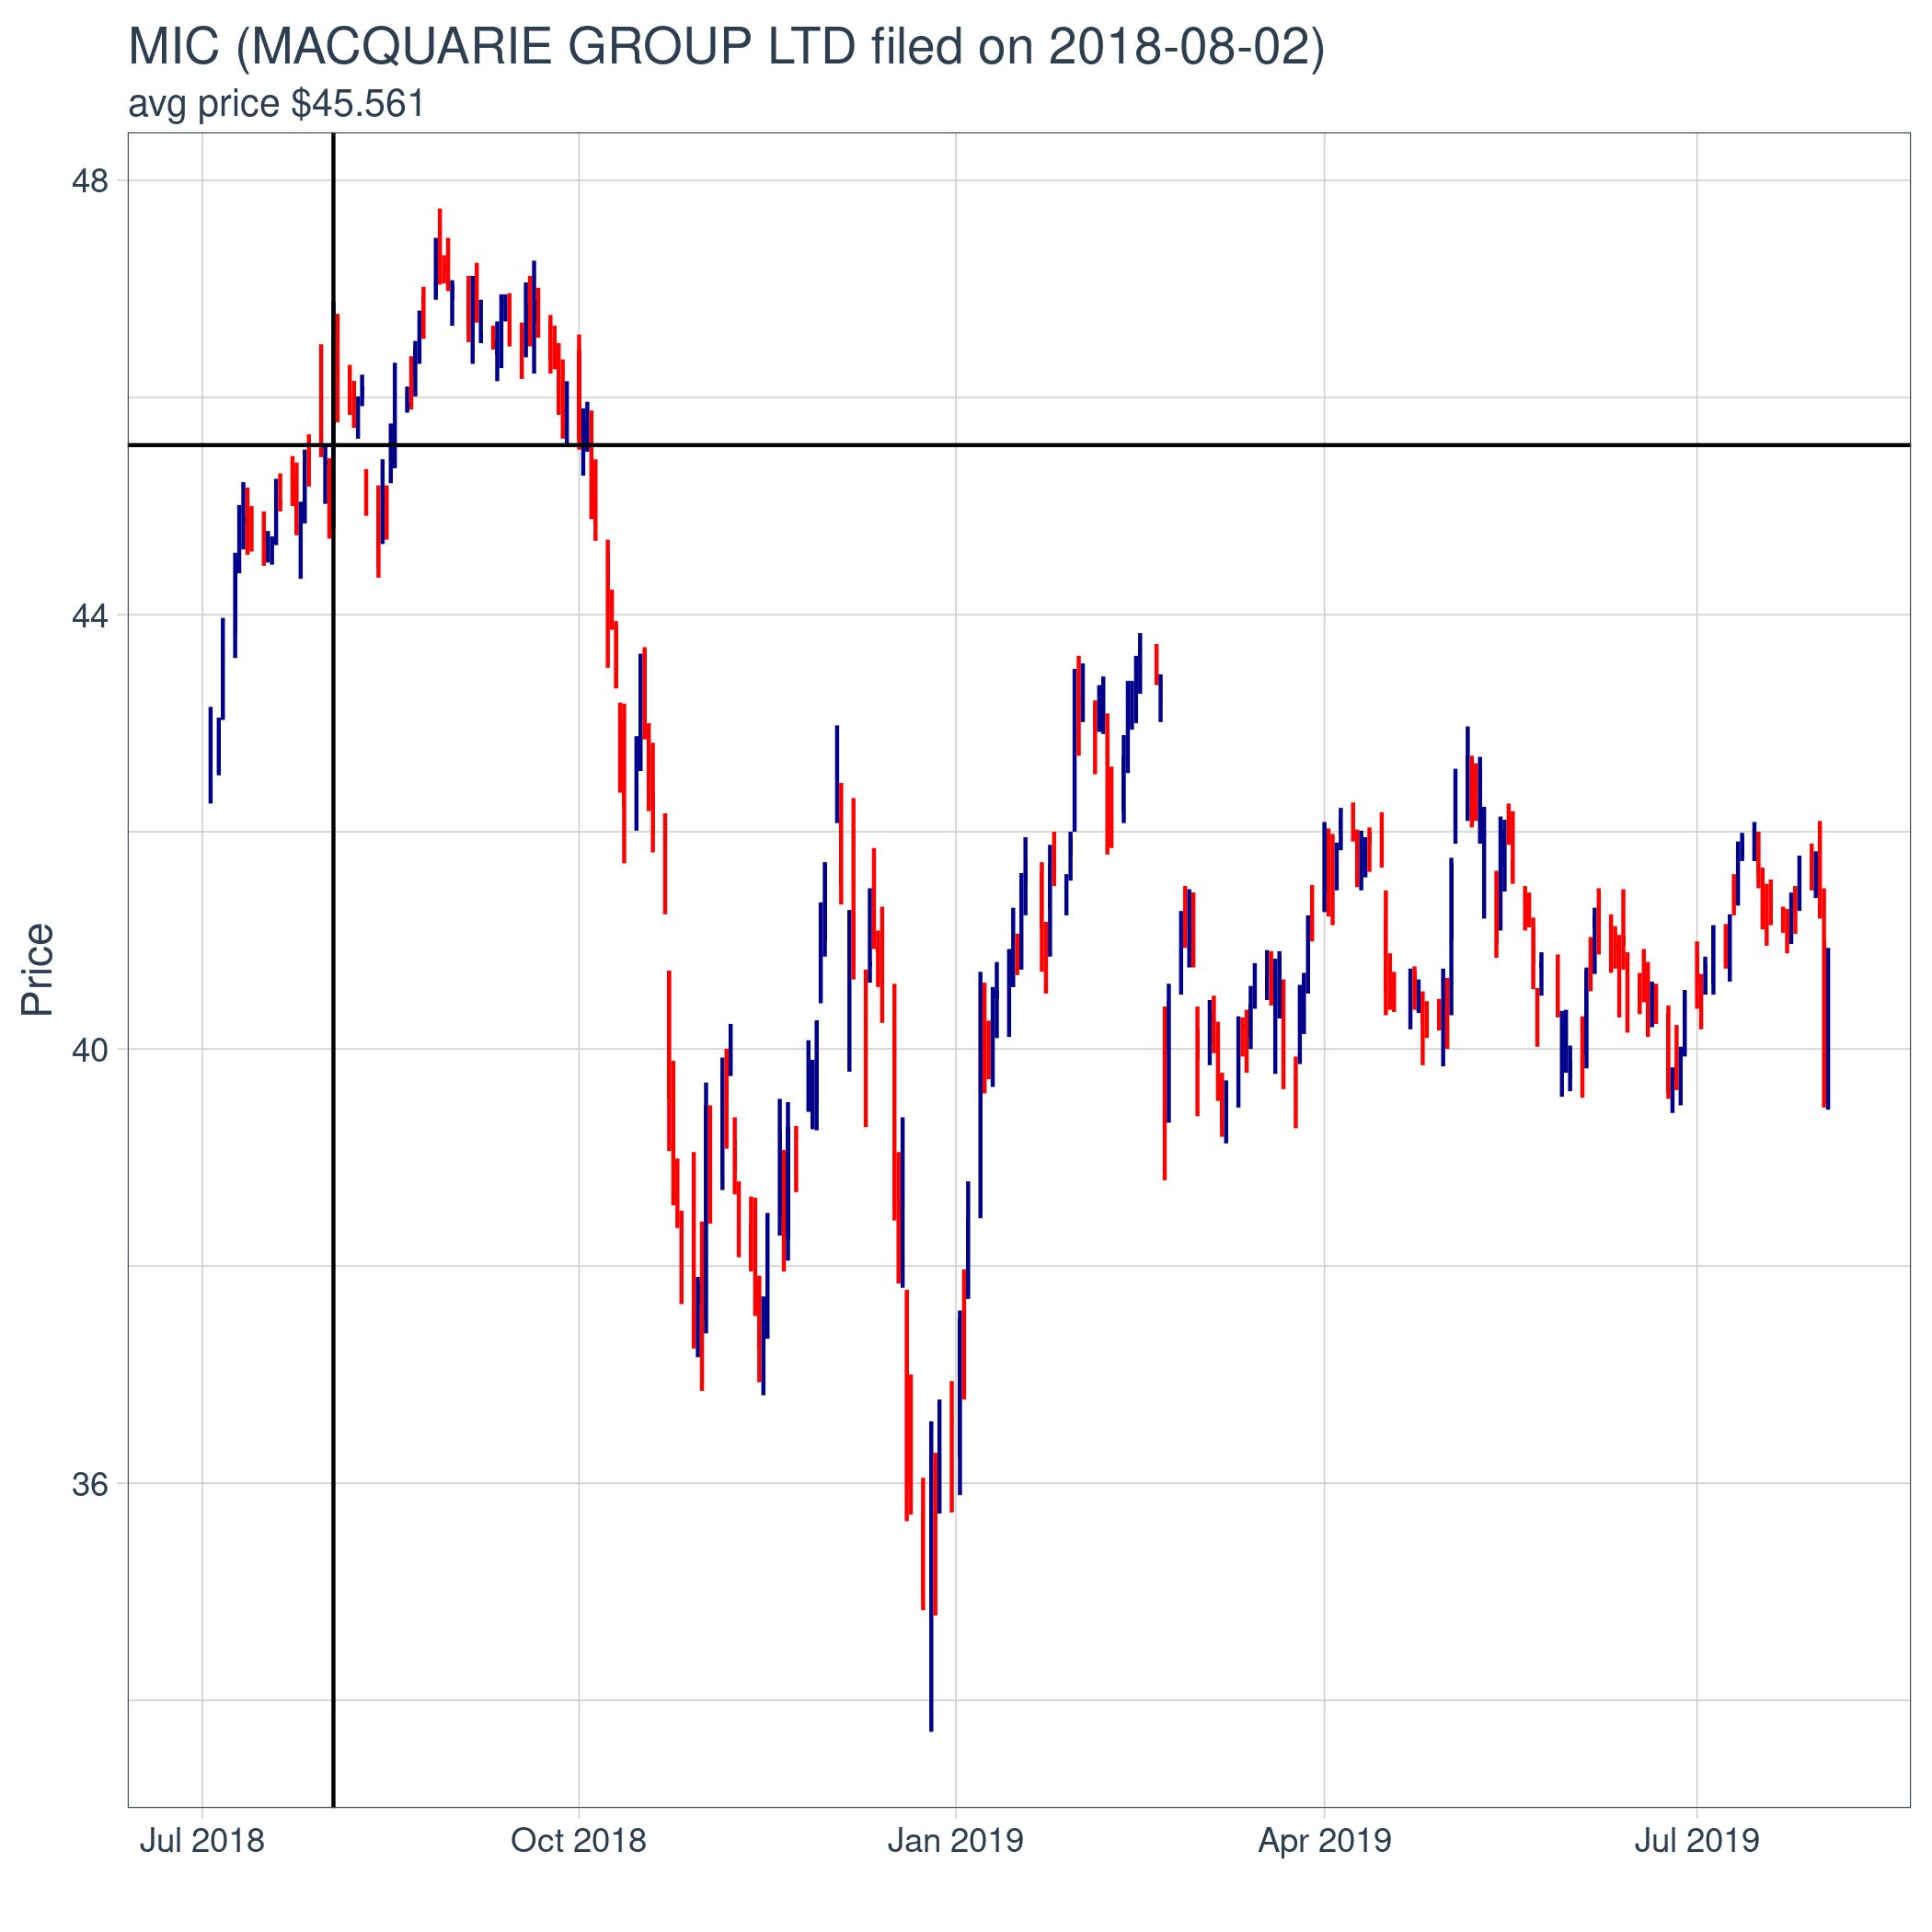 MIC (MACQUARIE GROUP LTD filed on 2018-08-02)
avg price $45.561
48
44
40
36
Price
Jul 2018
Oct 2018
Jan 2019
Apr 2019
Jul 2019